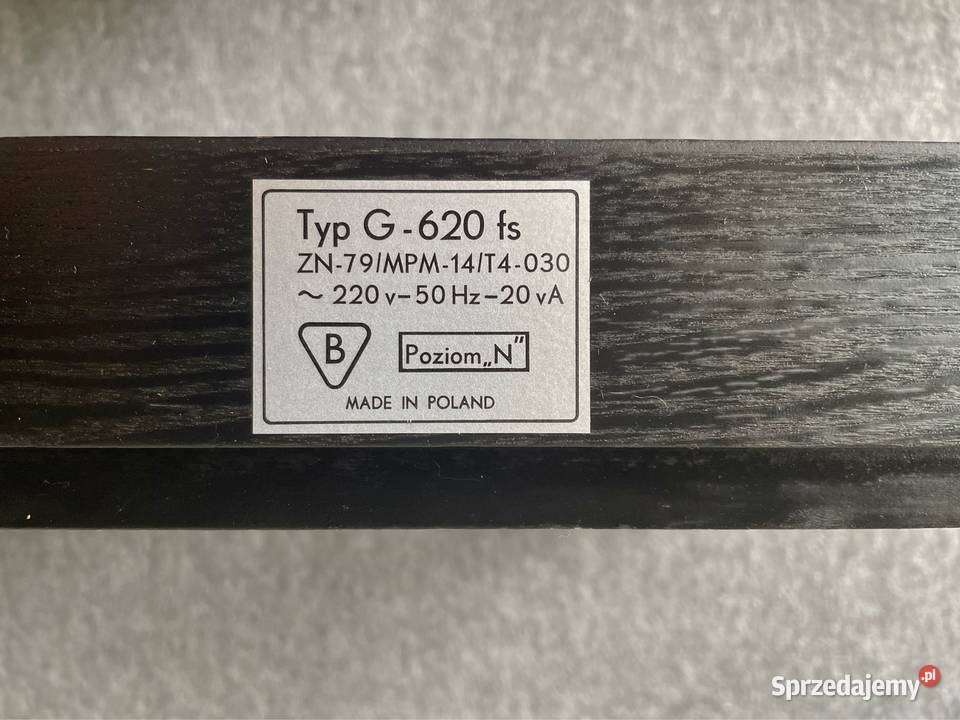 Typ G-620 fs
ZN-79/MPM-14/T4-030
~ 220 v-50 Hz-20 vA
B
Poziom „N”
MADE IN POLAND
Sprzedajemy.pl